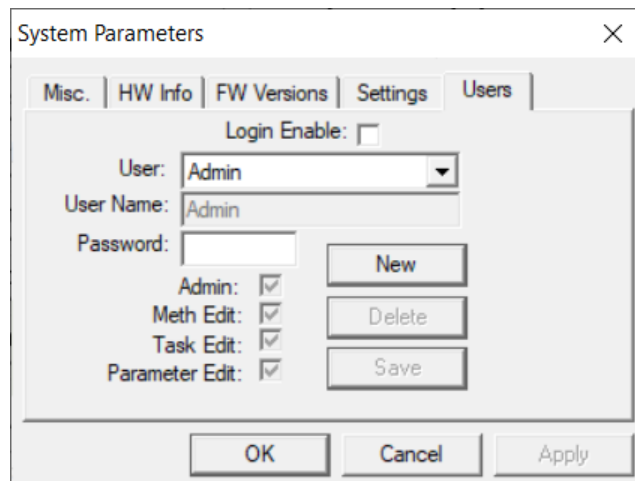 System Parameters
Misc. HW Info FW Versions Settings Users
Login Enable:
User: Admin
User Name: Admin
Password:
New
Admin:
Meth Edit:
Delete
Task Edit:
Parameter Edit:
Save
OK Cancel Apply